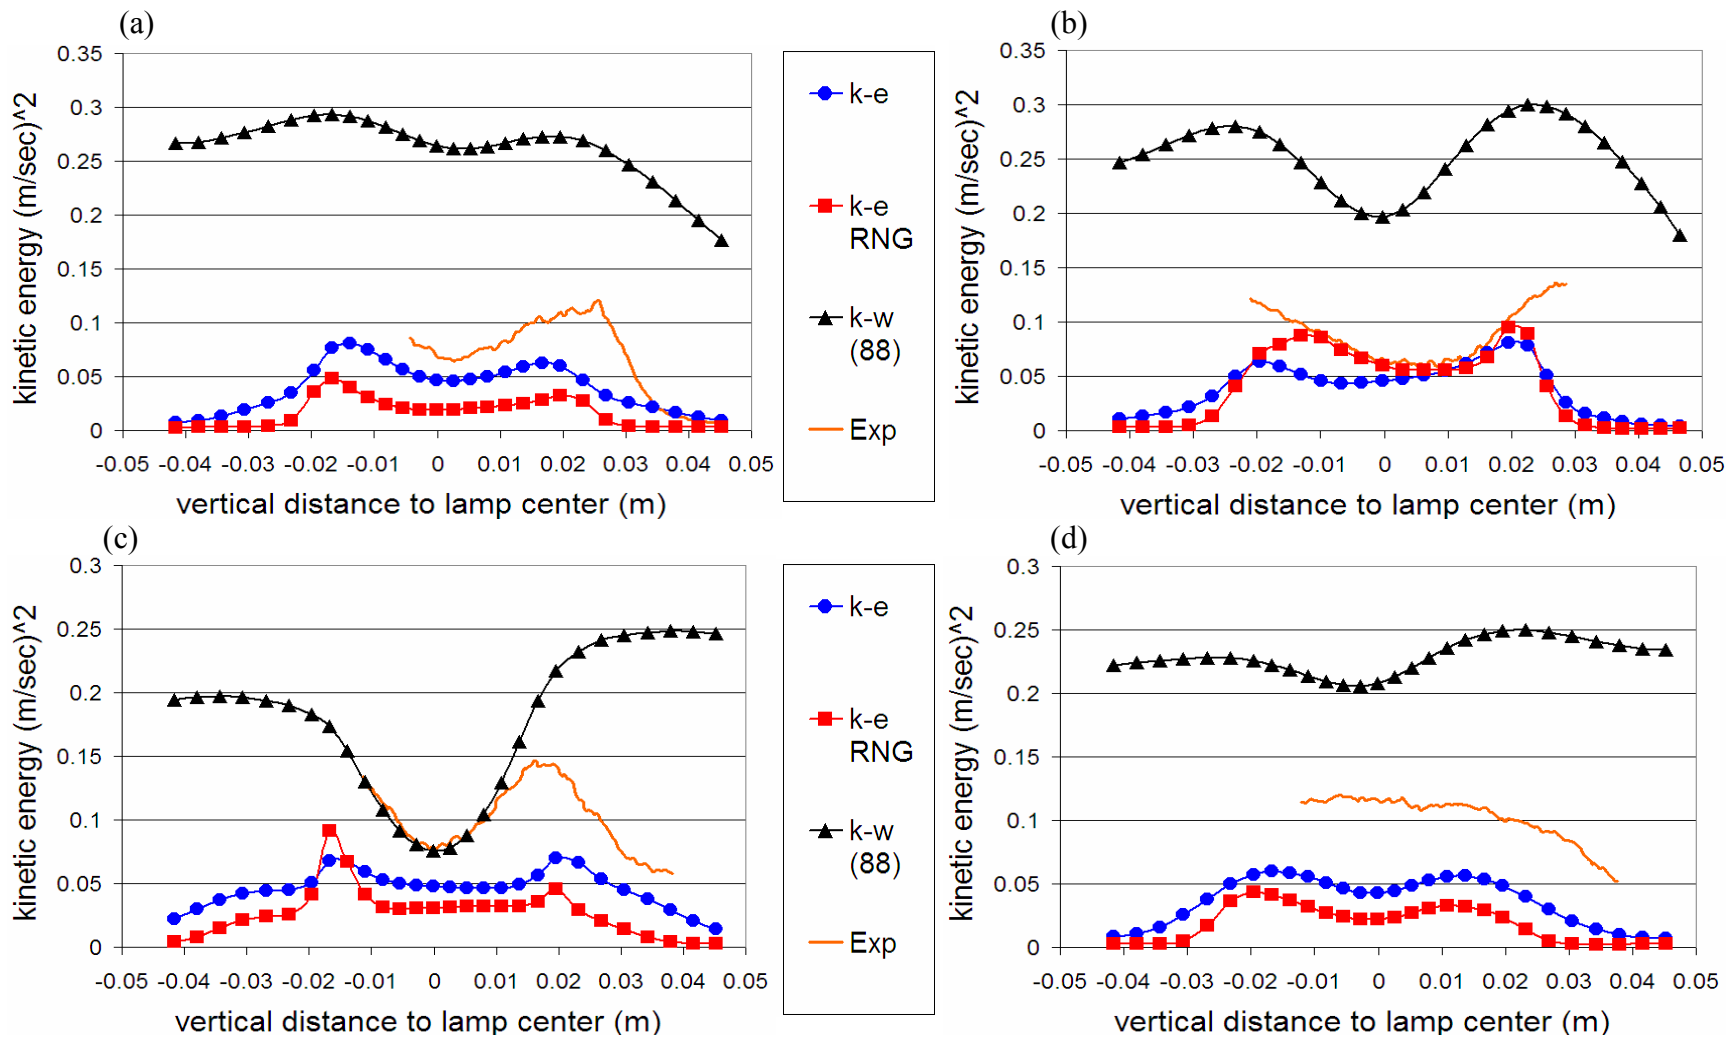 (a)
kinetic energy (m/sec)^2
0.35
0.3
0.25
0.2
0.15
0.1
0.05
0
-0.05 -0.04 -0.03 -0.02 -0.01 0 0.01 0.02 0.03 0.04 0.05
vertical distance to lamp center (m)
k-e
k-e
RNG
k-w
(88)
Exp
(b)
kinetic energy (m/sec)^2
0.35
0.3
0.25
0.2
0.15
0.1
0.05
0
-0.05 -0.04 -0.03 -0.02 -0.01 0 0.01 0.02 0.03 0.04 0.05
vertical distance to lamp center (m)
(c)
kinetic energy (m/sec)^2
0.3
0.25
0.2
0.15
0.1
0.05
0
-0.05 -0.04 -0.03 -0.02 -0.01 0 0.01 0.02 0.03 0.04 0.05
vertical distance to lamp center (m)
k-e
k-e
RNG
k-w
(88)
Exp
(d)
kinetic energy (m/sec)^2
0.3
0.25
0.2
0.15
0.1
0.05
0
-0.05 -0.04 -0.03 -0.02 -0.01 0 0.01 0.02 0.03 0.04 0.05
vertical distance to lamp center (m)